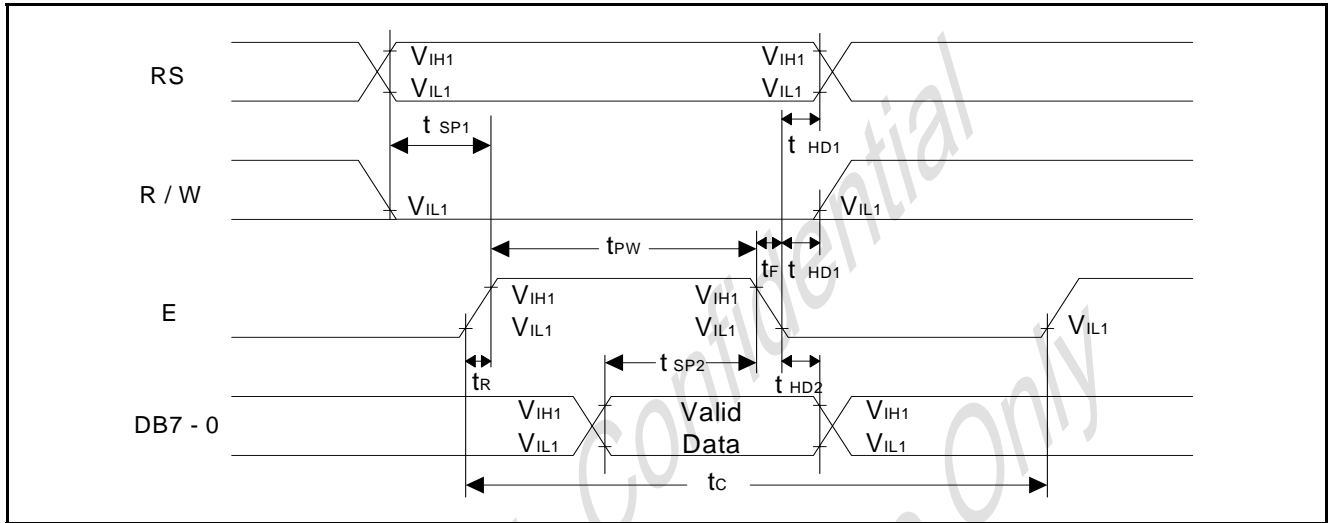 RS
VIH1
VIL1
VIH1
VIL1
t SP1
t HD1
R / W
VIL1
VIL1
tPW
tF
t HD1
E
VIH1
VIL1
VIH1
VIL1
VIL1
tR
t SP2
t HD2
DB7 - 0
VIH1
VIL1
Valid
Data
VIH1
VIL1
tC
Confidential
Only